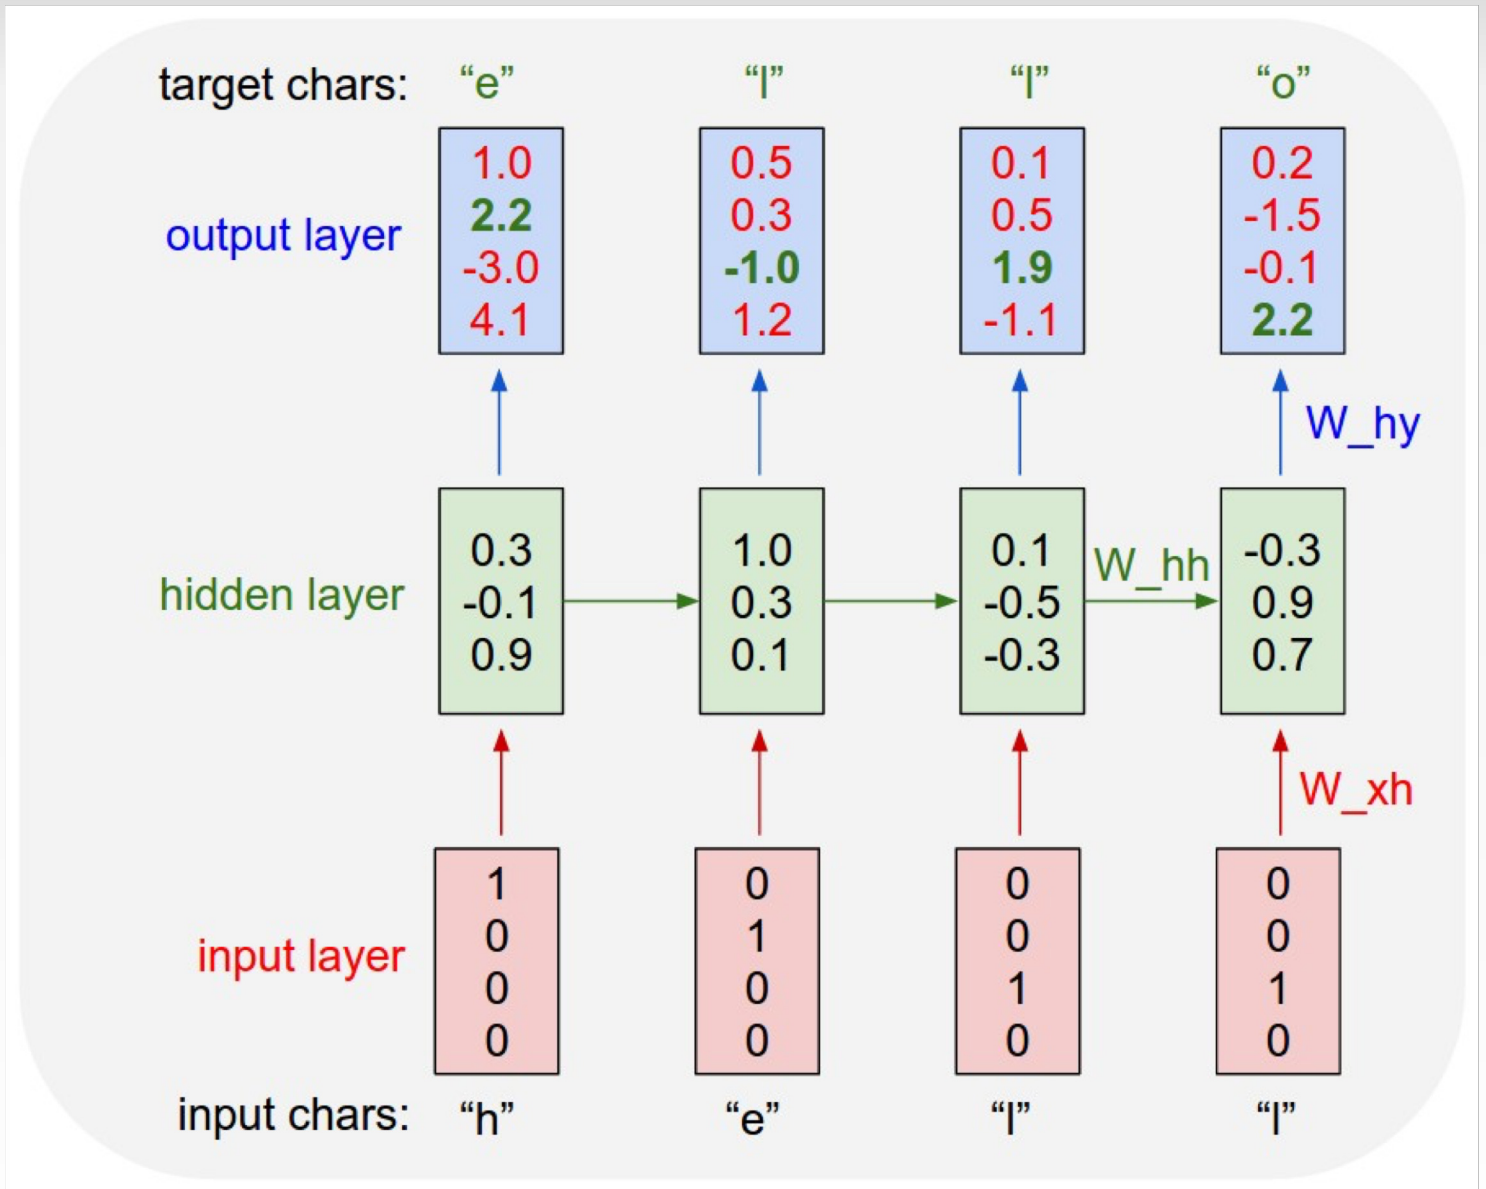 target chars: “e” “l” “l” “o”
1.0 0.5 0.1 0.2
2.2 0.3 0.5 -1.5
output layer
-3.0 -1.0 1.9 -0.1
4.1 1.2 -1.1 2.2
W_hy
0.3 1.0 0.1 -0.3
W_hh
hidden layer
-0.1 0.3 -0.5 0.9
0.9 0.1 -0.3 0.7
W_xh
1 0 0 0
0 1 0 0
input layer
0 0 1 1
0 0 0 0
input chars: “h” “e” “l” “l”